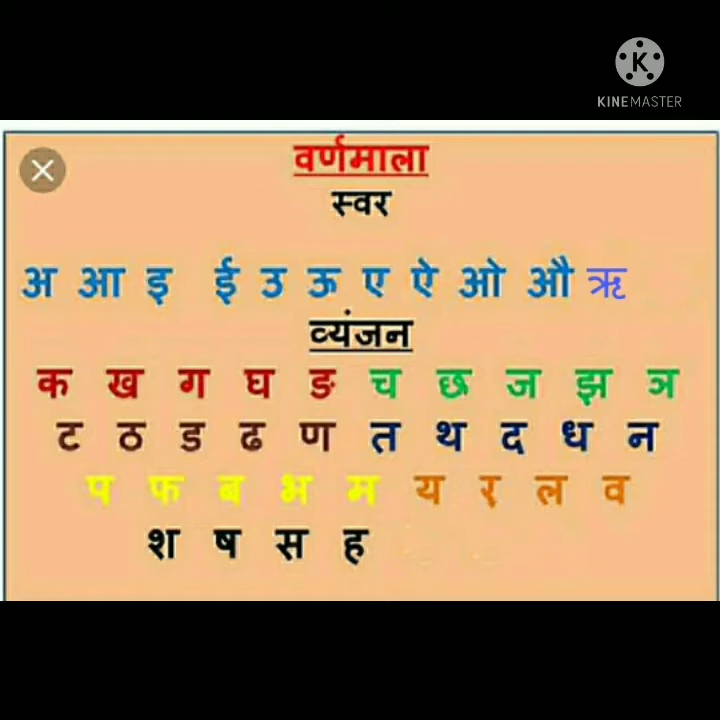 KINEMASTER
वर्णमाला
स्वर
अ आ इ ई उ ऊ ए ऐ ओ औ ऋ
व्यंजन
क ख ग घ ङ च छ ज झ ञ
ट ठ ड ढ ण त थ द ध न
प फ ब भ म य र ल व
श ष स ह